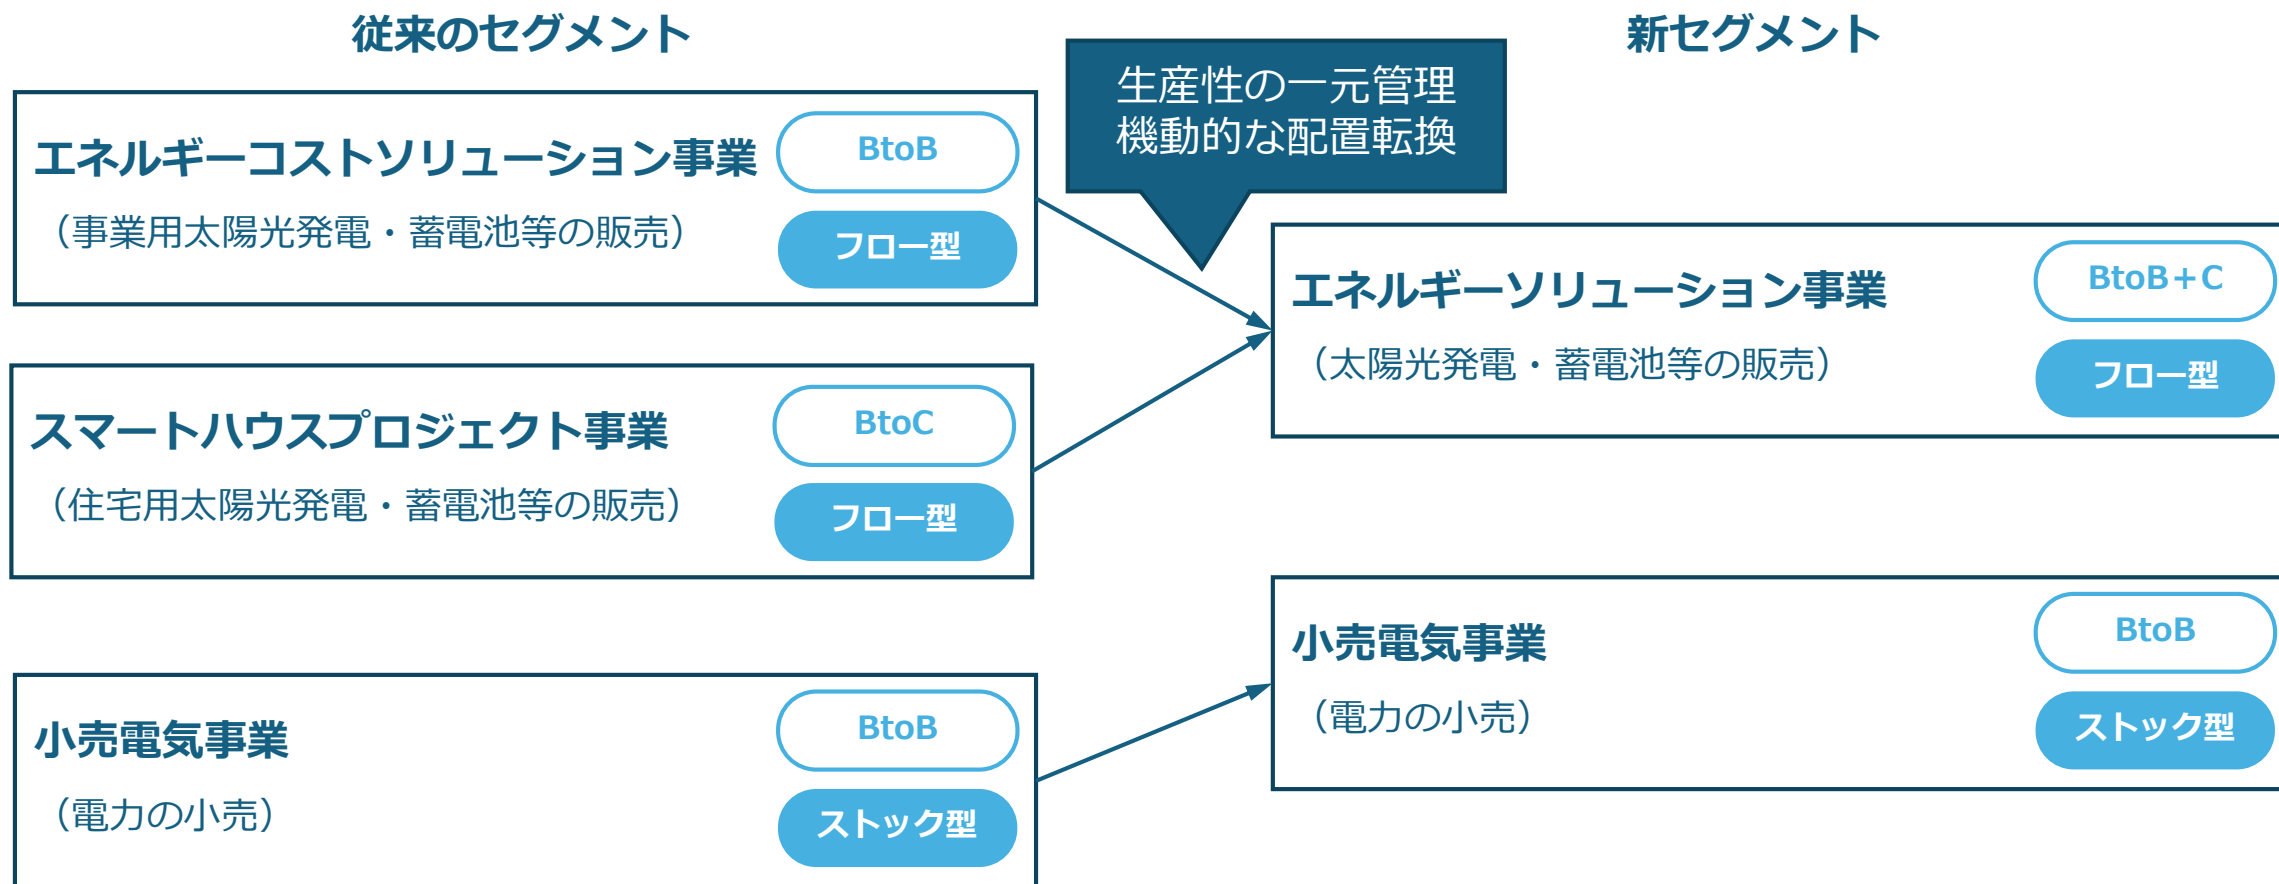 従来のセグメント
新セグメント
生産性の一元管理
機動的な配置転換
エネルギーコストソリューション事業
（事業用太陽光発電・蓄電池等の販売）
BtoB
フロー型
スマートハウスプロジェクト事業
（住宅用太陽光発電・蓄電池等の販売）
BtoC
フロー型
小売電気事業
（電力の小売）
BtoB
ストック型
エネルギーソリューション事業
（太陽光発電・蓄電池等の販売）
BtoB+C
フロー型
小売電気事業
（電力の小売）
BtoB
ストック型